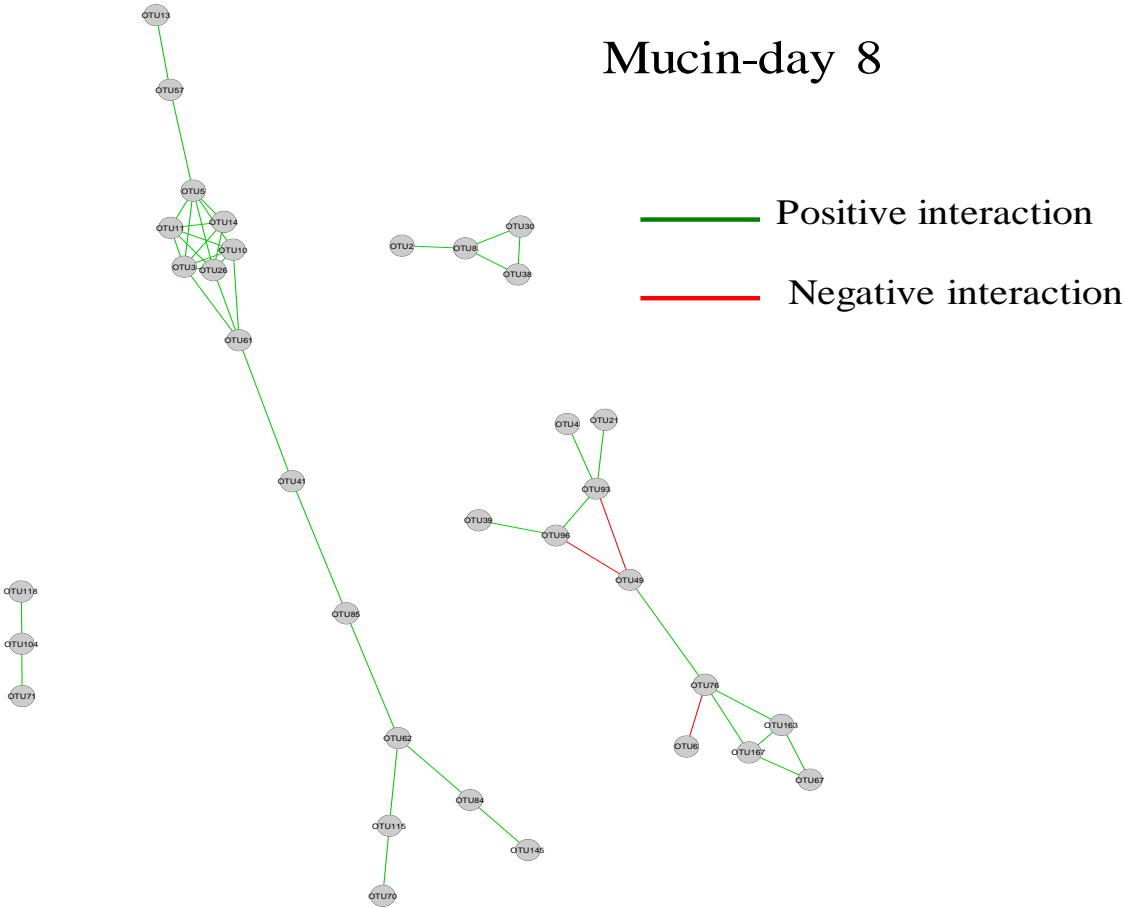 OTU13
Mucin-day 8
OTU57
OTU5
Positive interaction
OTU14
OTU11
OTU30
OTU2
OTU8
OTU10
OTU3
OTU26
OTU38
Negative interaction
OTU61
OTU4
OTU21
OTU41
OTU93
OTU39
OTU96
OTU49
OTU118
OTU85
OTU104
OTU71
OTU76
OTU163
OTU62
OTU6
OTU167
OTU67
OTU84
OTU115
OTU145
OTU70